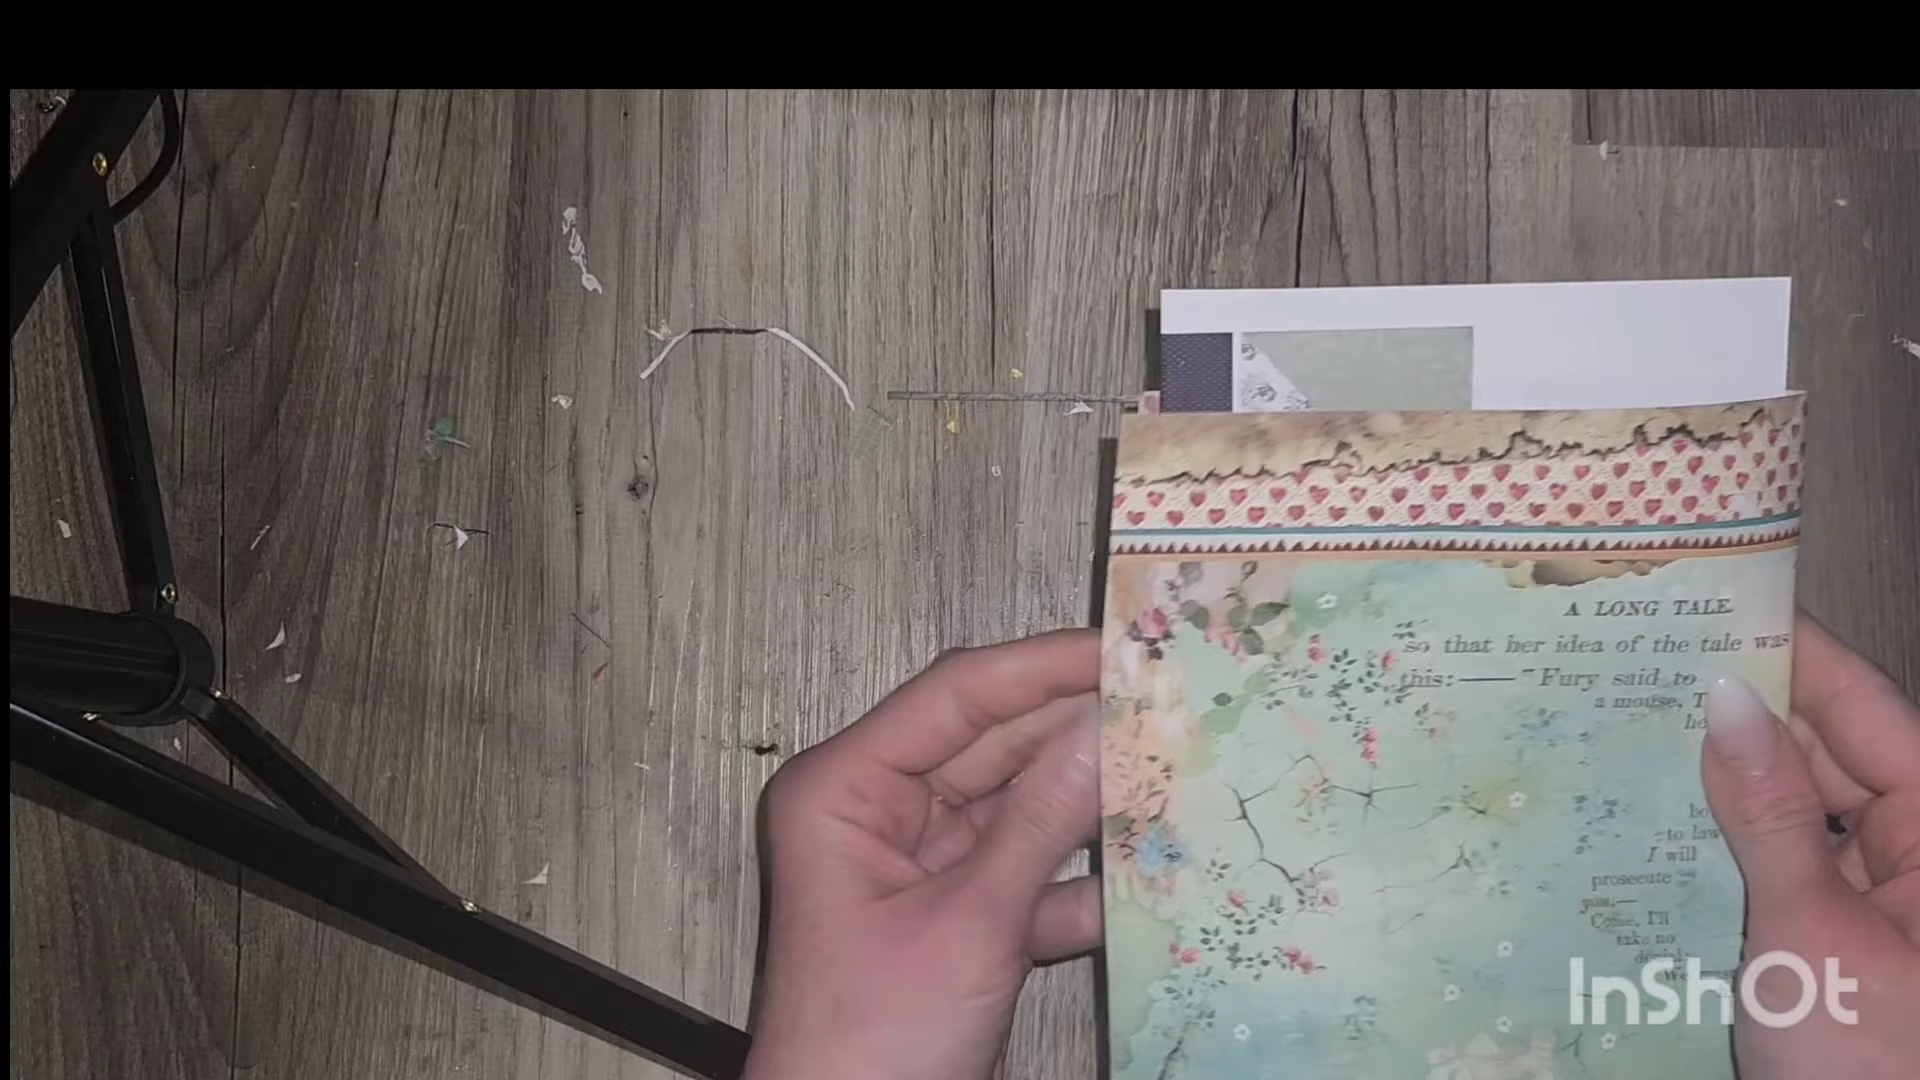 A LONG TALE.
so that her idea of the tale was
this:—— "Fury said to
a mouse, T
he
bo
to law
I will
prosecute
you.—
Come, I'll
take no
denial:
InShOt